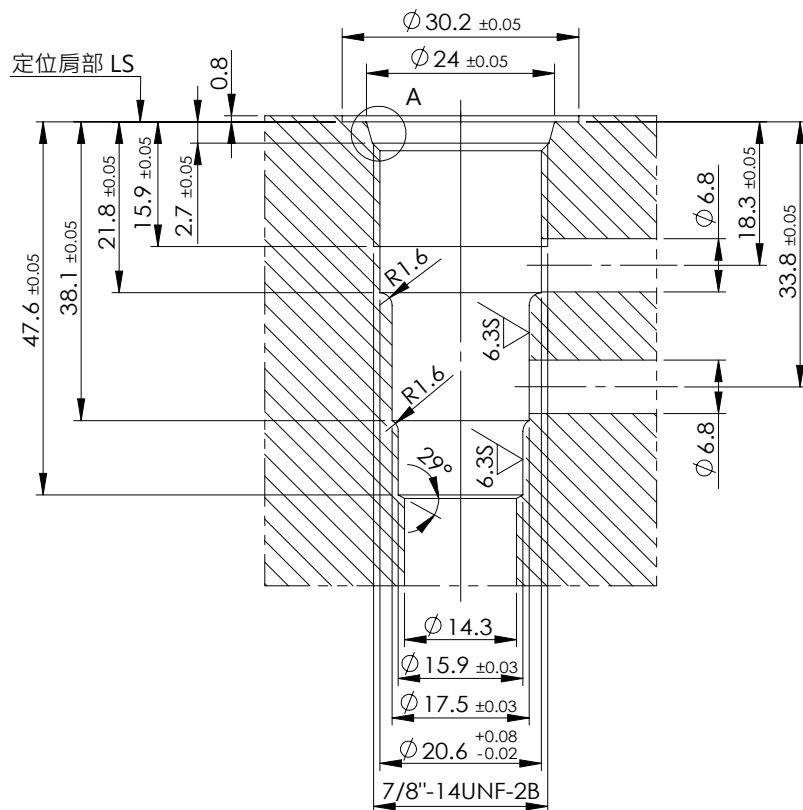 Ø30.2 ±0.05
Ø24 ±0.05
定位肩部 LS
0.8
A
47.6 ±0.05
38.1 ±0.05
21.8 ±0.05
15.9 ±0.05
2.7 ±0.05
Ø6.8
18.3 ±0.05
33.8 ±0.05
R1.6
6.3S
R1.6
6.3S
29°
Ø6.8
Ø14.3
Ø15.9 ±0.03
Ø17.5 ±0.03
Ø20.6 +0.08 -0.02
7/8"-14UNF-2B